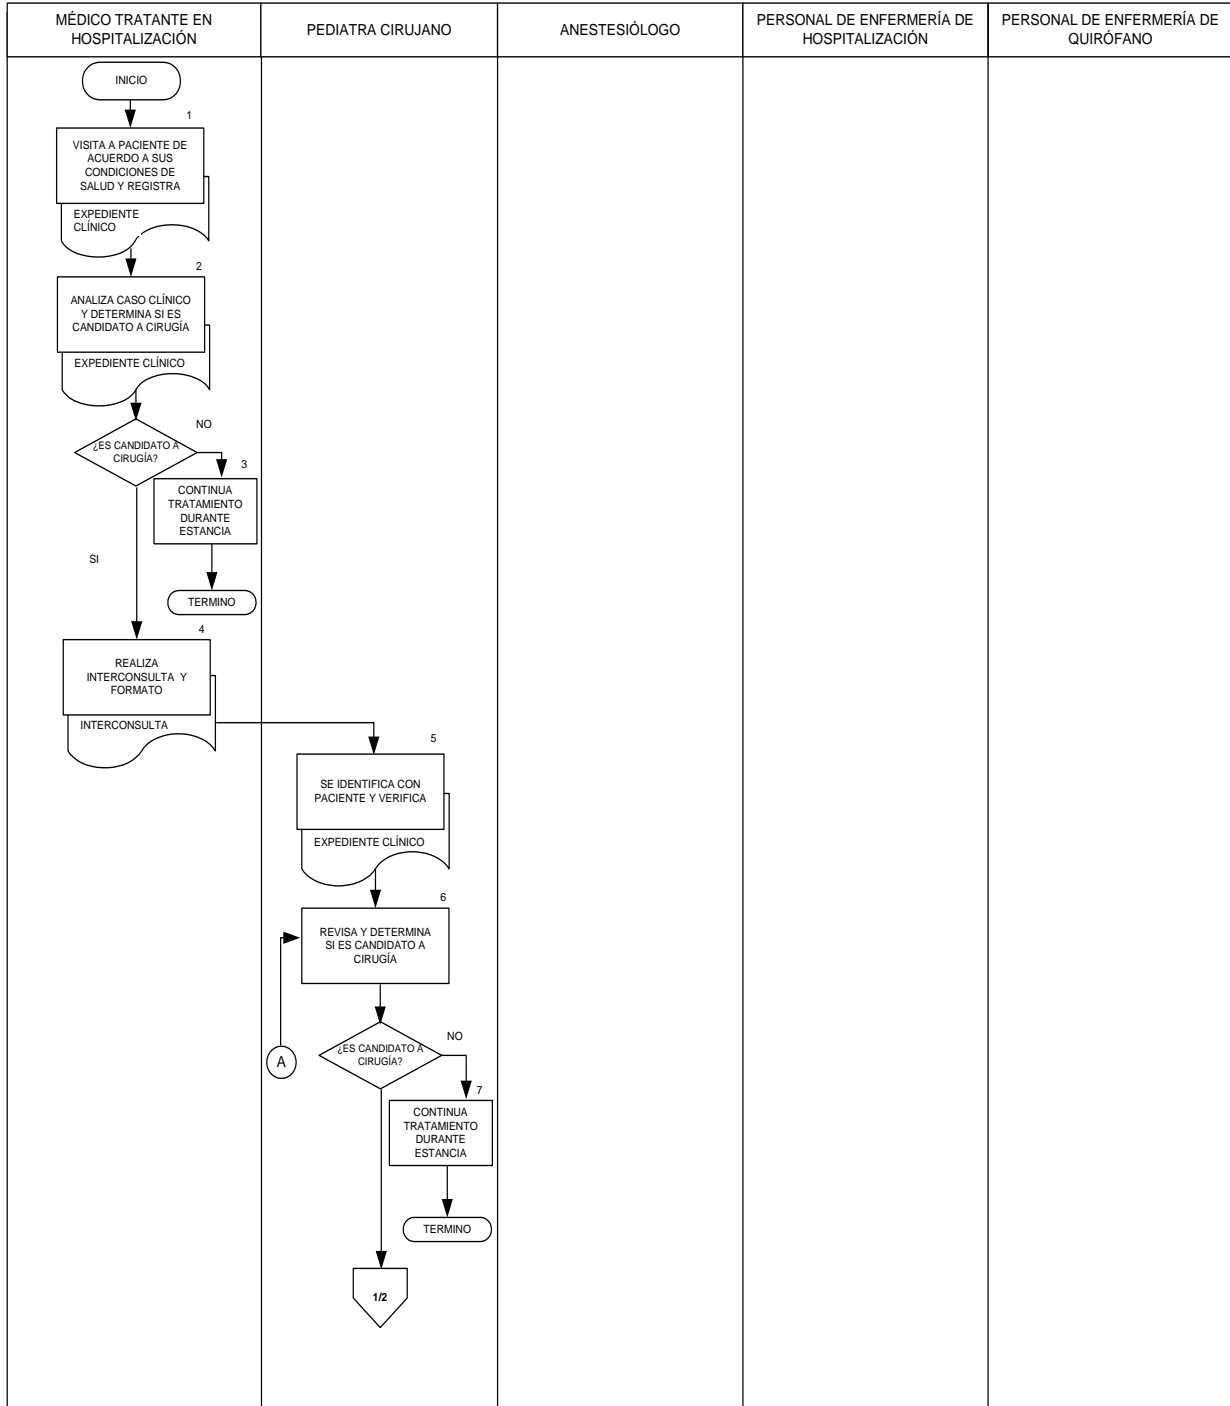 MÉDICO TRATANTE EN
HOSPITALIZACIÓN
PEDIATRA CIRUJANO
ANESTESIÓLOGO
PERSONAL DE ENFERMERÍA DE
HOSPITALIZACIÓN
PERSONAL DE ENFERMERÍA DE
QUIRÓFANO
INICIO
1
VISITA A PACIENTE DE
ACUERDO A SUS
CONDICIONES DE
SALUD Y REGISTRA
EXPEDIENTE
CLÍNICO
2
ANALIZA CASO CLÍNICO
Y DETERMINA SI ES
CANDIDATO A CIRUGÍA
EXPEDIENTE CLÍNICO
¿ES CANDIDATO A
CIRUGÍA?
NO
3
CONTINUA
TRATAMIENTO
DURANTE
ESTANCIA
TERMINO
SI
4
REALIZA
INTERCONSULTA Y
FORMATO
INTERCONSULTA
5
SE IDENTIFICA CON
PACIENTE Y VERIFICA
EXPEDIENTE CLÍNICO
6
REVISA Y DETERMINA
SI ES CANDIDATO A
CIRUGÍA
A
¿ES CANDIDATO A
CIRUGÍA?
NO
7
CONTINUA
TRATAMIENTO
DURANTE
ESTANCIA
TERMINO
1/2